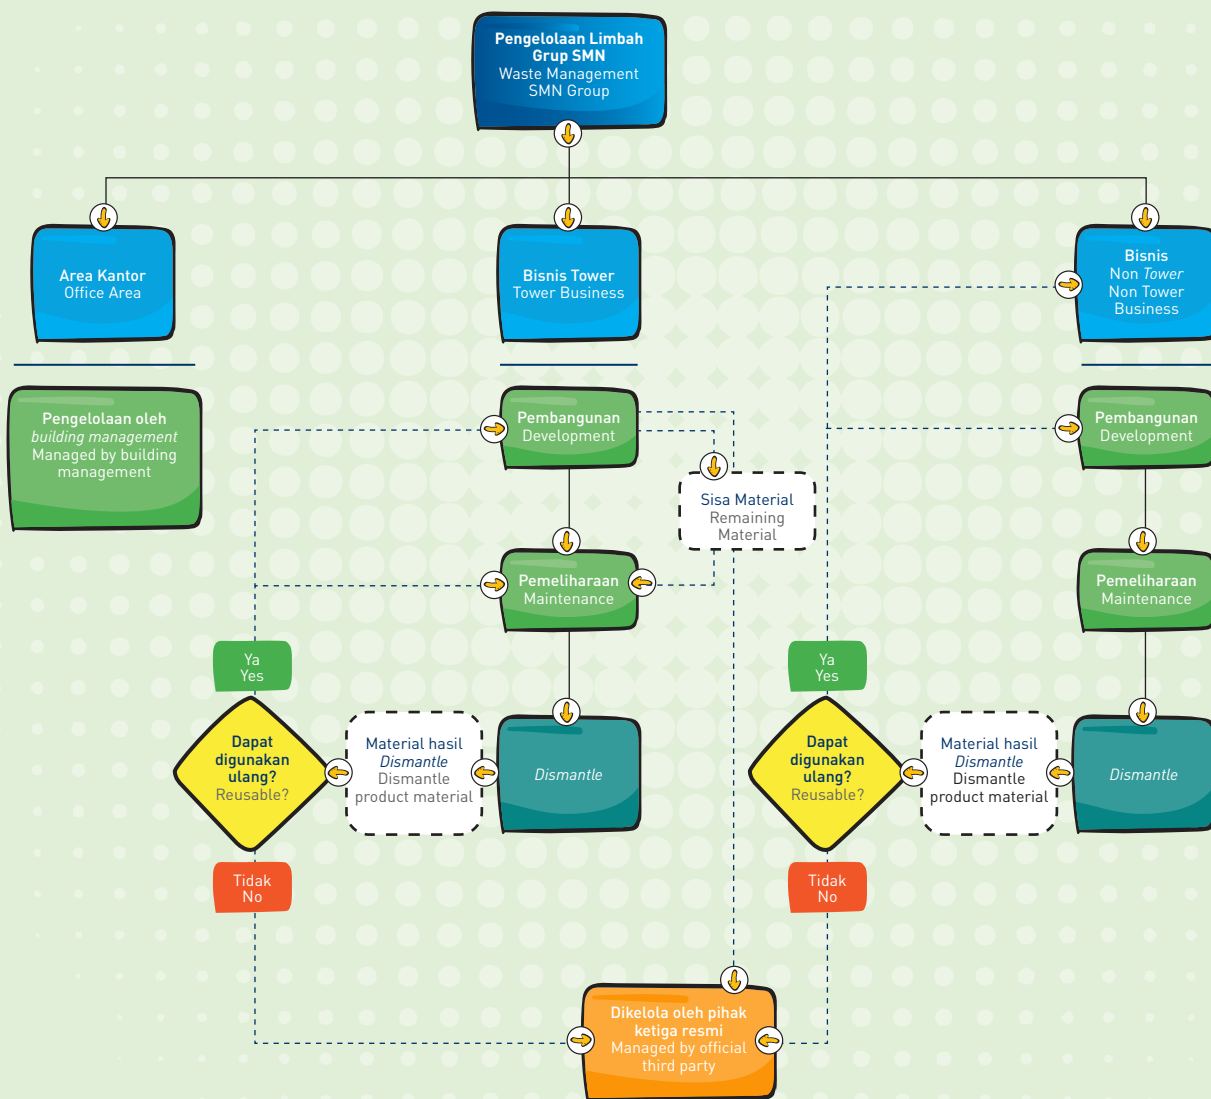 Pengelolaan Limbah
Grup SMN
Waste Management
SMN Group
Area Kantor
Office Area
Bisnis Tower
Tower Business
Bisnis
Non Tower
Non Tower
Business
Pengelolaan oleh
building management
Managed by building
management
Pembangunan
Development
Pembangunan
Development
Sisa Material
Remaining
Material
Pemeliharaan
Maintenance
Pemeliharaan
Maintenance
Ya
Yes
Ya
Yes
Dapat
digunakan
ulang?
Reusable?
Material hasil
Dismantle
Dismantle
product material
Dismantle
Dapat
digunakan
ulang?
Reusable?
Material hasil
Dismantle
Dismantle
product material
Dismantle
Tidak
No
Tidak
No
Dikelola oleh pihak
ketiga resmi
Managed by official
third party